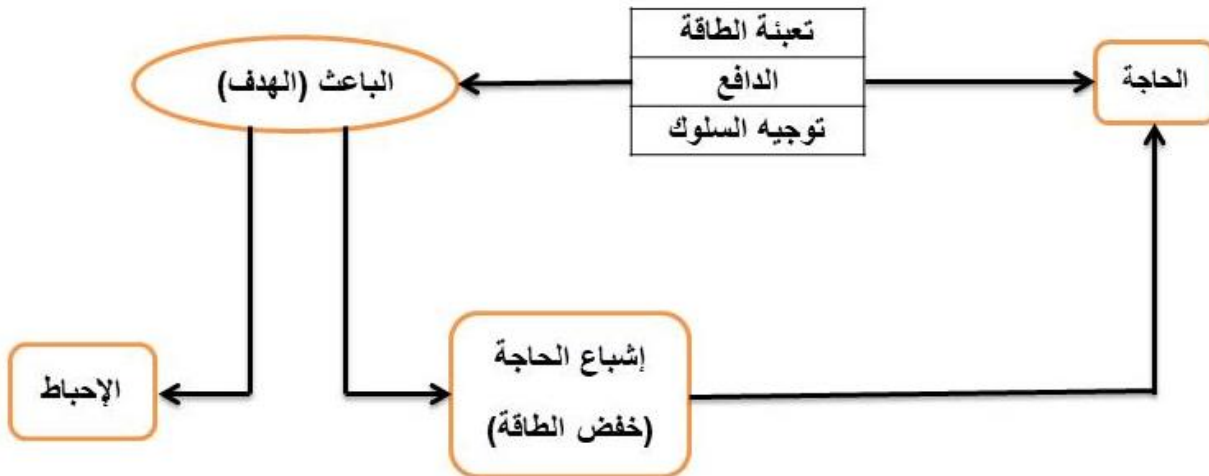 الحاجة
تعبئة الطاقة
الدافع
توجيه السلوك
الباعث (الهدف)
إشباع الحاجة
(خفض الطاقة)
الإحباط